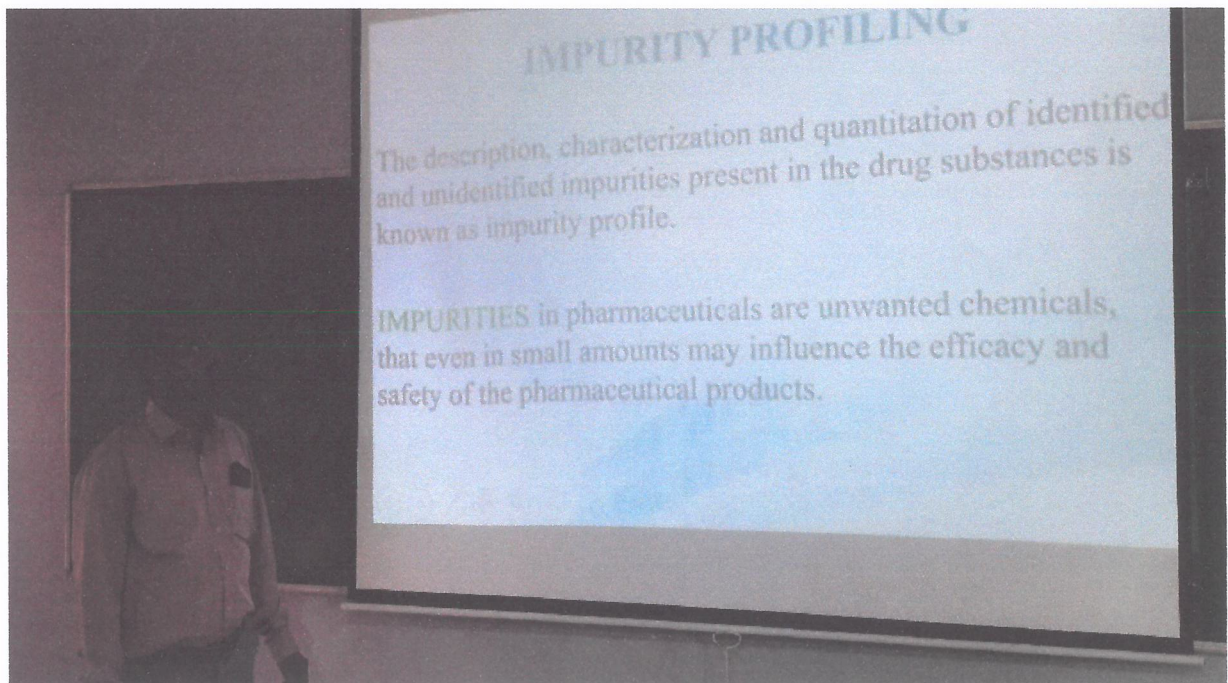 IMPURITY PROFILING
The description, characterization and quantitation of identified
and unidentified impurities present in the drug substances is
known as impurity profile.
IMPURITIES in pharmaceuticals are unwanted chemicals,
that even in small amounts may influence the efficacy and
safety of the pharmaceutical products.